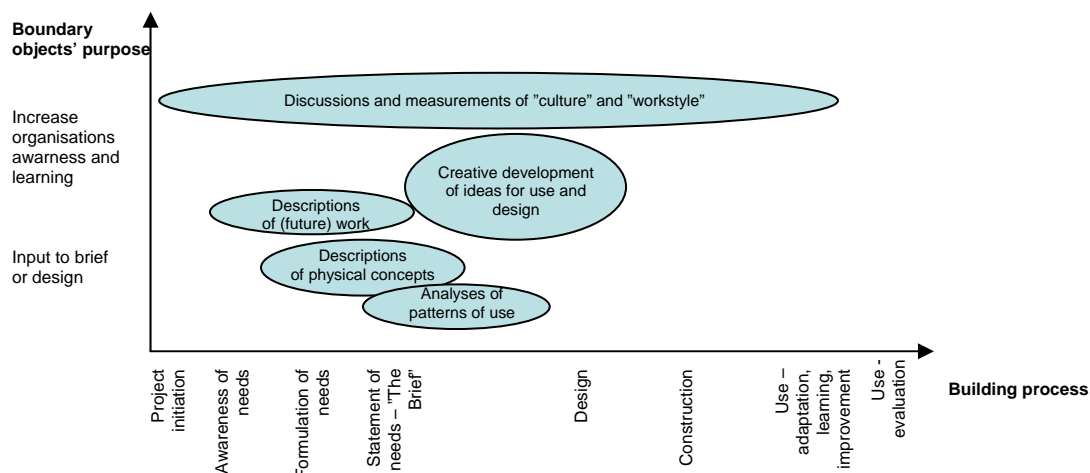 Boundary
objects’ purpose
Discussions and measurements of ”culture” and ”workstyle”
Increase
organisations
awarness and
learning
Creative development
of ideas for use and
design
Descriptions
of (future) work
Input to brief
or design
Descriptions
of physical concepts
Analyses of
patterns of use
Project
initiation
Awareness of
needs
Formulation of
needs
Statement of
needs – ”The
Brief”
Design
Construction
Use –
adaptation,
learning,
improvement
Use -
evaluation
Building process